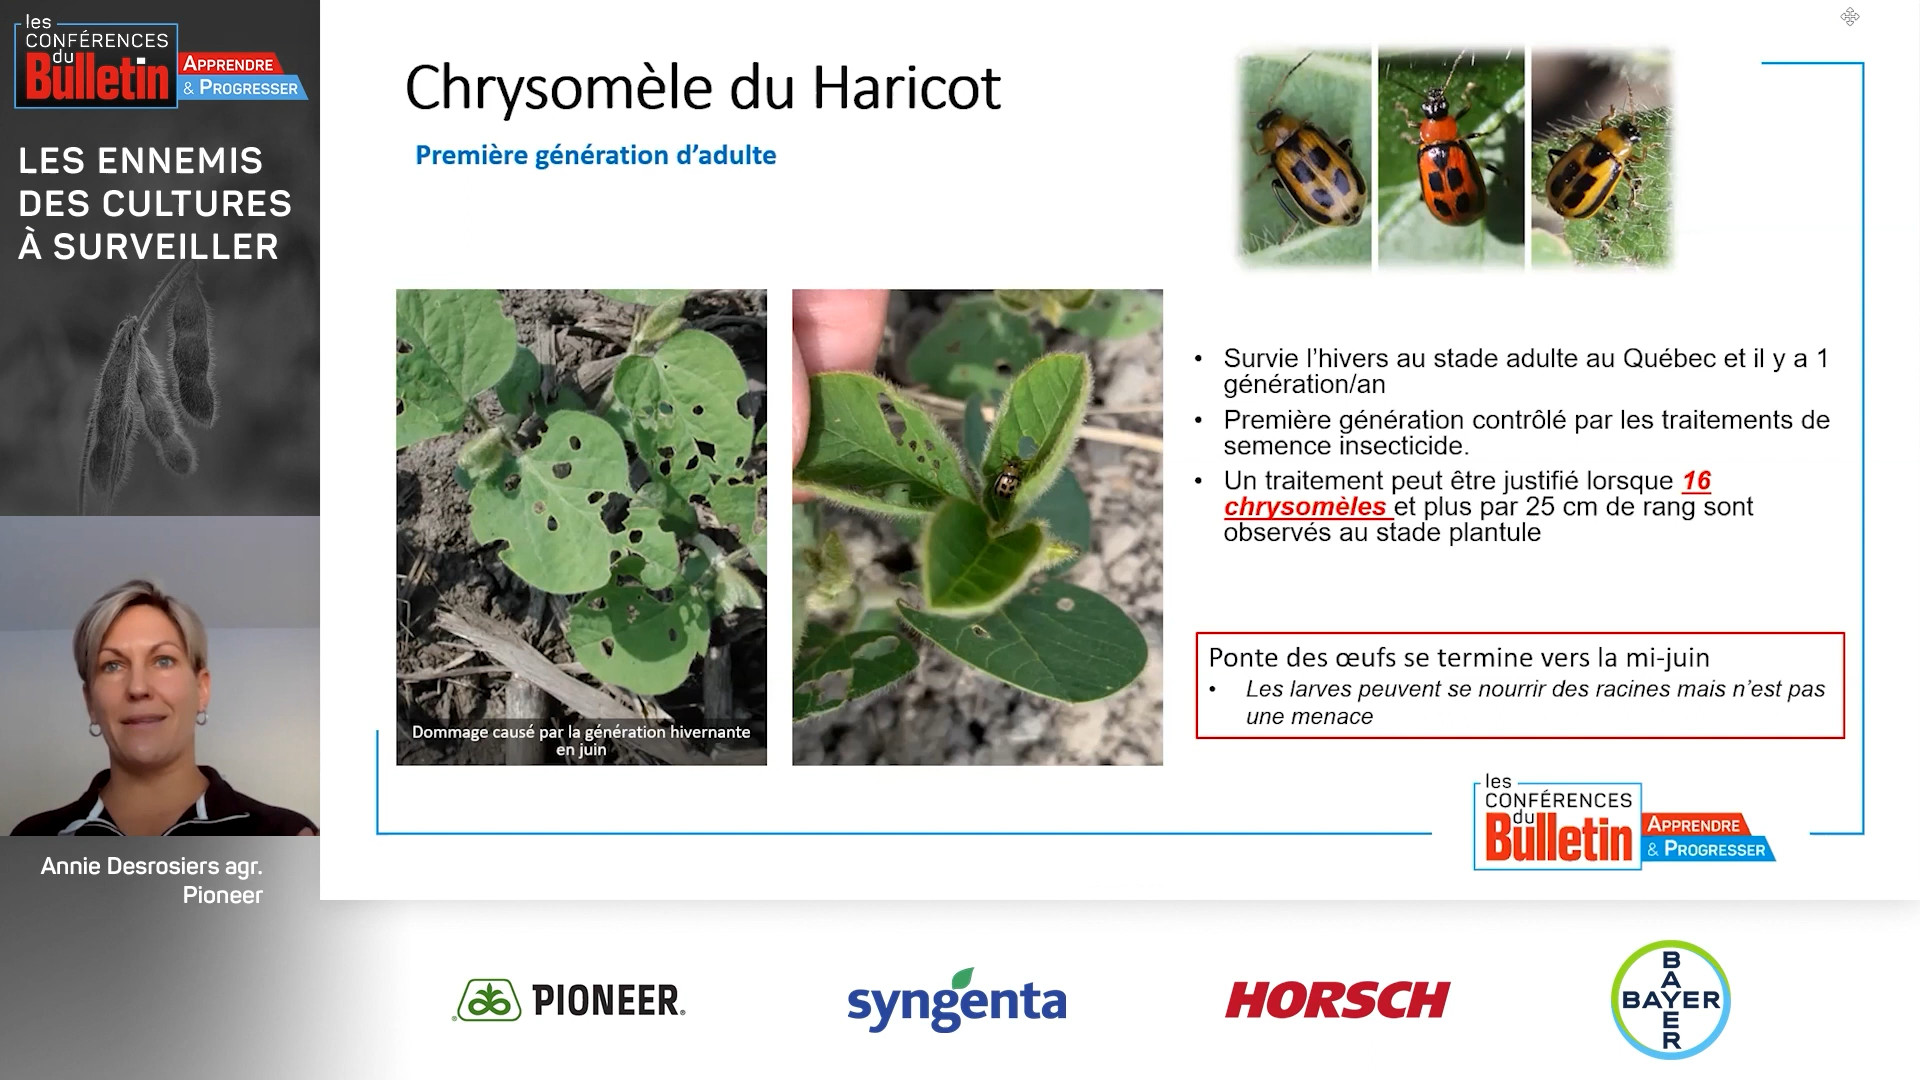 les
CONFÉRENCES
du
Bulletin
APPRENDRE
& PROGRESSER
LES ENNEMIS
DES CULTURES
À SURVEILLER
Annie Desrosiers agr.
Pioneer
Chrysomèle du Haricot
Première génération d’adulte
Dommage causé par la génération hivernante
en juin
• Survie l’hivers au stade adulte au Québec et il y a 1
génération/an
• Première génération contrôlé par les traitements de
semence insecticide.
• Un traitement peut être justifié lorsque 16
chrysomèles et plus par 25 cm de rang sont
observés au stade plantule
Ponte des œufs se termine vers la mi-juin
• Les larves peuvent se nourrir des racines mais n’est pas
une menace
les
CONFÉRENCES
du
Bulletin
APPRENDRE
& PROGRESSER
PIONEER
syngenta
HORSCH
BAYER
BAYER